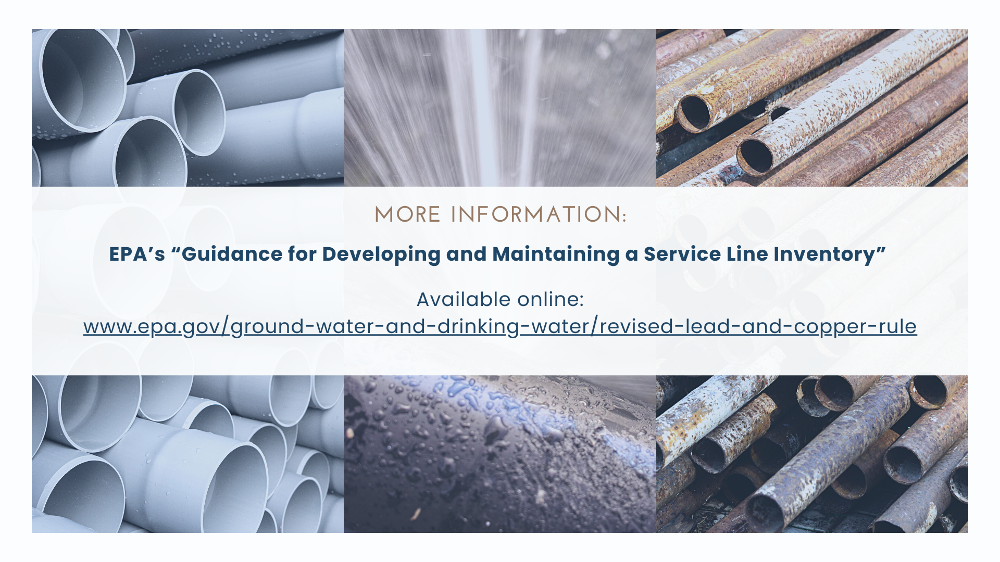 MORE INFORMATION:
EPA’s “Guidance for Developing and Maintaining a Service Line Inventory”
Available online:
www.epa.gov/ground-water-and-drinking-water/revised-lead-and-copper-rule